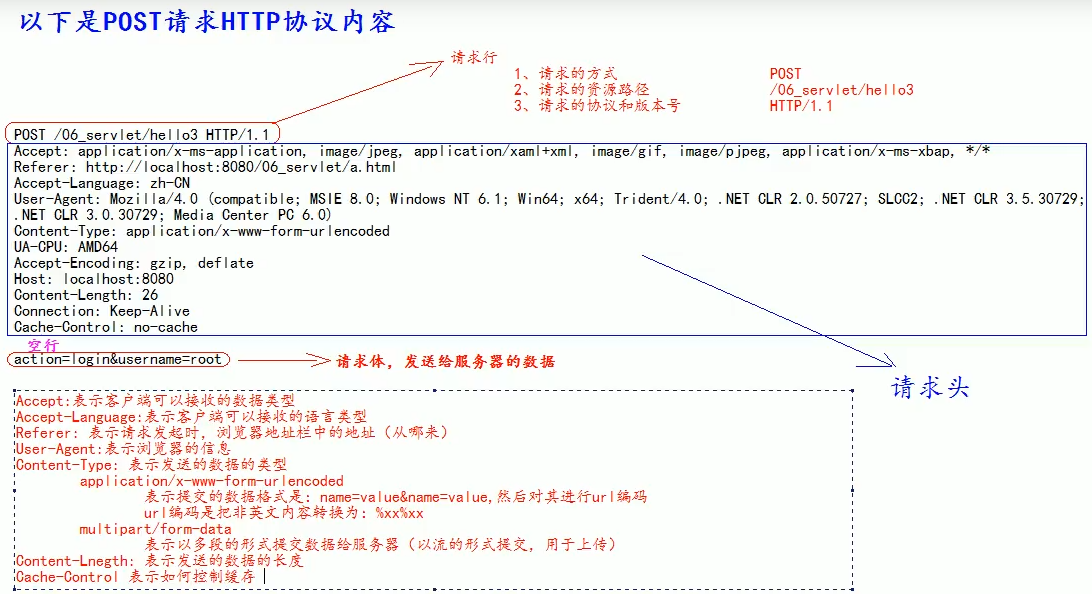 以下是POST请求HTTP协议内容
请求行
1、请求的方式 POST
2、请求的资源路径 /06_servlet/hello3
3、请求的协议和版本号 HTTP/1.1
POST /06_servlet/hello3 HTTP/1.1
Accept: application/x-ms-application, image/jpeg, application/xaml+xml, image/gif, image/pjpeg, application/x-ms-xbap, */*
Referer: http://localhost:8080/06_servlet/a.html
Accept-Language: zh-CN
User-Agent: Mozilla/4.0 (compatible; MSIE 8.0; Windows NT 6.1; Win64; x64; Trident/4.0; .NET CLR 2.0.50727; SLCC2; .NET CLR 3.5.30729;
.NET CLR 3.0.30729; Media Center PC 6.0)
Content-Type: application/x-www-form-urlencoded
UA-CPU: AMD64
Accept-Encoding: gzip, deflate
Host: localhost:8080
Content-Length: 26
Connection: Keep-Alive
Cache-Control: no-cache
空行
action=login&username=root
请求体，发送给服务器的数据
请求头
Accept:表示客户端可以接收的数据类型
Accept-Language:表示客户端可以接收的语言类型
Referer: 表示请求发起时，浏览器地址栏中的地址（从哪来）
User-Agent:表示浏览器的信息
Content-Type: 表示发送的数据的类型
application/x-www-form-urlencoded
表示提交的数据格式是：name=value&name=value,然后对其进行url编码
url编码是把非英文内容转换为：%xx%xx
multipart/form-data
表示以多段的形式提交数据给服务器（以流的形式提交，用于上传）
Content-Lnegth: 表示发送的数据的长度
Cache-Control 表示如何控制缓存